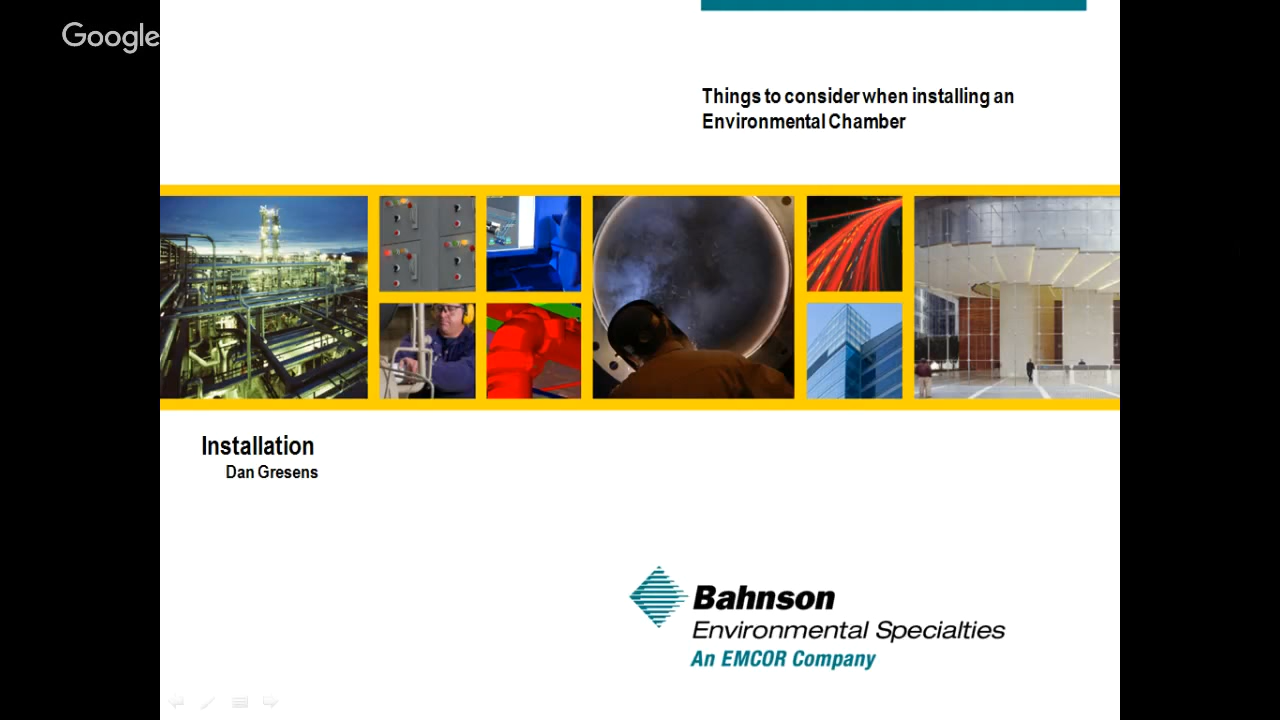 Google
Things to consider when installing an
Environmental Chamber
Installation
Dan Gresens
Bahnson
Environmental Specialties
An EMCOR Company